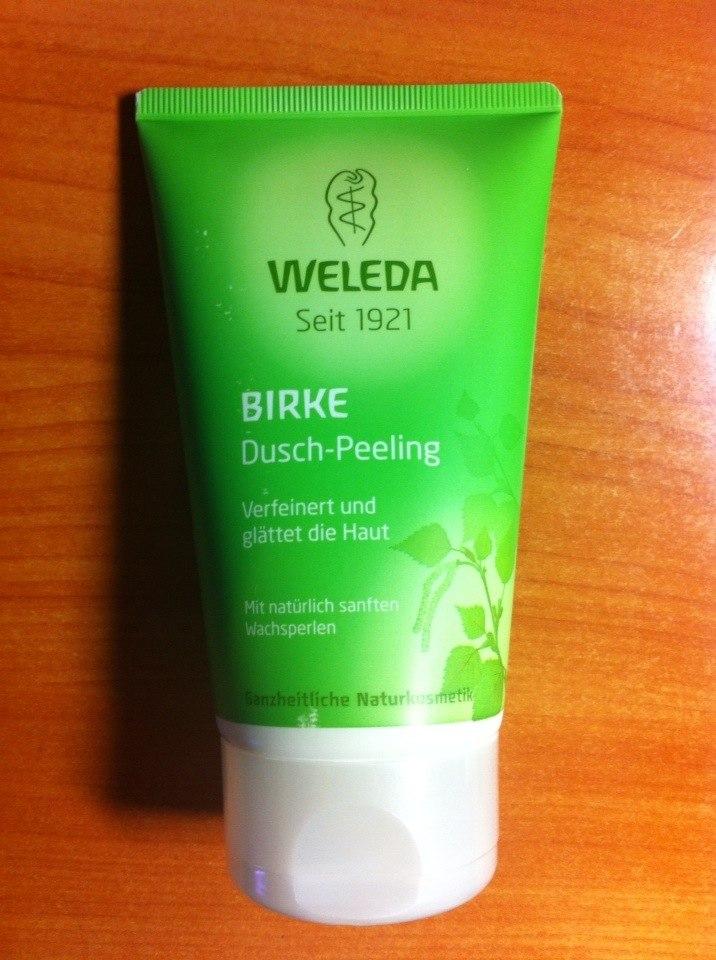 WELEDA
Seit 1921
BIRKE
Dusch-Peeling
Verfeinert und
glättet die Haut
Mit natürlich sanften
Wachsperlen
Ganzheitliche Naturkosmetik